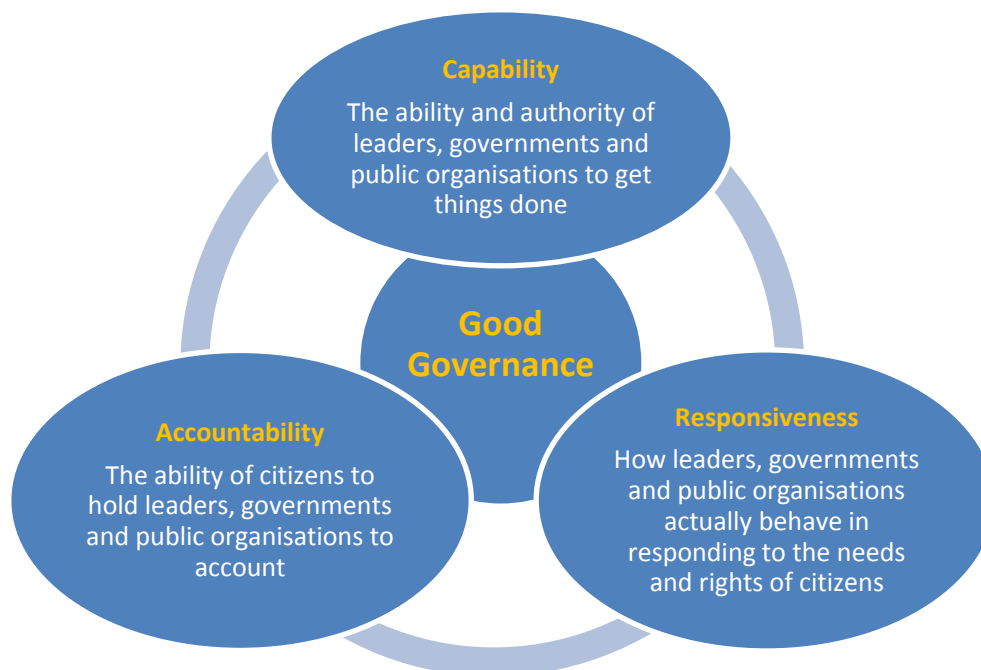 Capability
The ability and authority of
leaders, governments and
public organisations to get
things done
Good
Governance
Accountability
The ability of citizens to
hold leaders, governments
and public organisations to
account
Responsiveness
How leaders, governments
and public organisations
actually behave in
responding to the needs
and rights of citizens